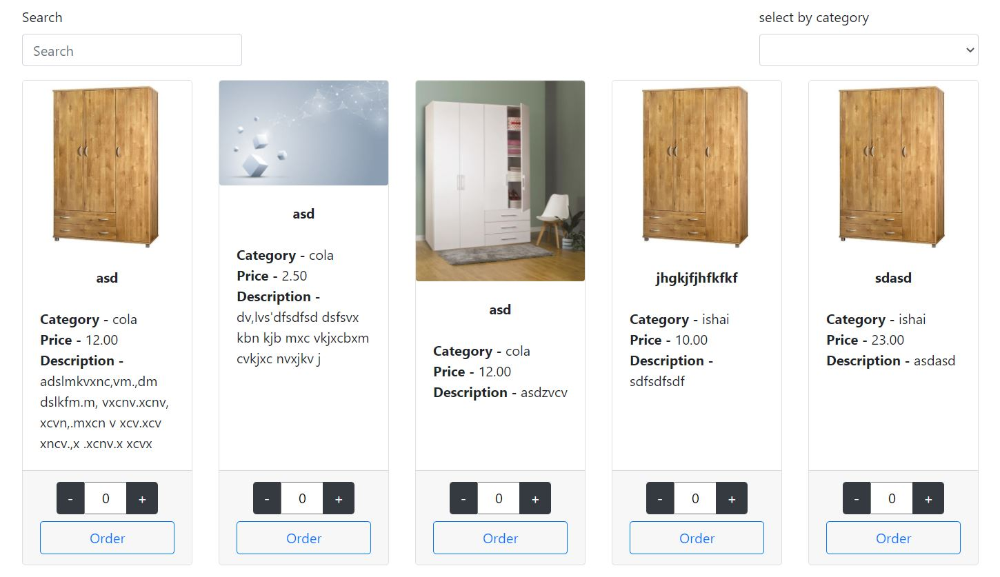 Search
select by category
Search
asd
Category - cola
Price - 12.00
Description -
adslmkvxnc,vm.,dm
dslkfm.m, vxcnv.xcnv,
xcvn,.mxcn v xcv.xcv
xncv.,x .xcnv.x xcvx
- 0 +
Order
asd
Category - cola
Price - 2.50
Description -
dv,lvs'dfsdfsd dsfsvx
kbn kjb mxc vkjxcbxm
cvkjxc nvxjkv j
- 0 +
Order
asd
Category - cola
Price - 12.00
Description - asdzvcv
- 0 +
Order
jhgkjfjhfkfkf
Category - ishai
Price - 10.00
Description -
sdfsdfsdf
- 0 +
Order
sdasd
Category - ishai
Price - 23.00
Description - asdasd
- 0 +
Order